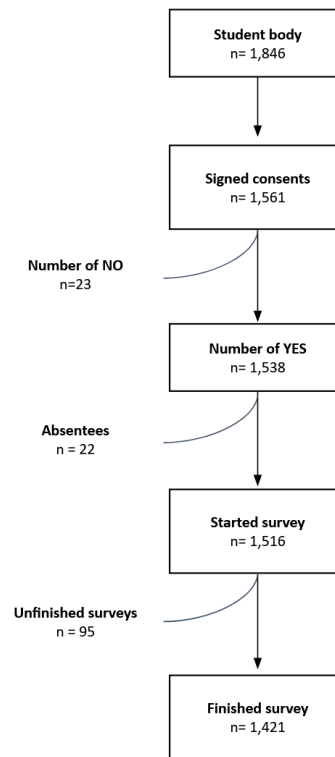 Student body
n= 1,846
Signed consents
n= 1,561
Number of NO
n=23
Number of YES
n= 1,538
Absentees
n = 22
Started survey
n= 1,516
Unfinished surveys
n = 95
Finished survey
n= 1,421